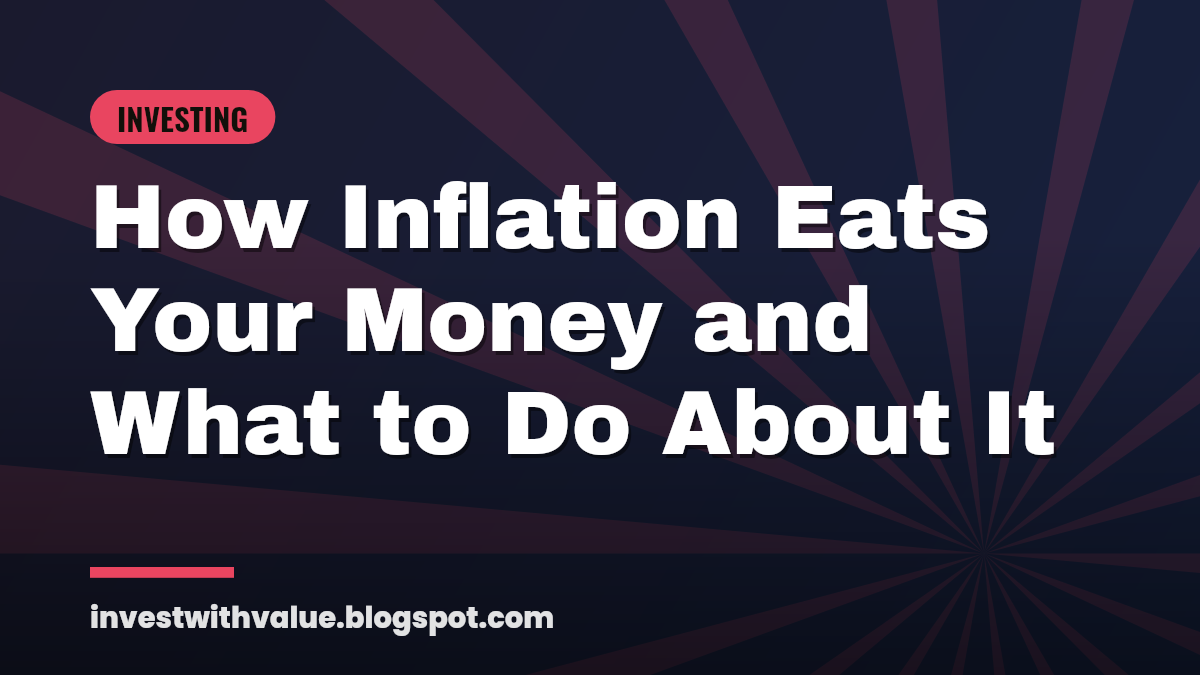 INVESTING
How Inflation Eats
Your Money and
What to Do About It
investwithvalue.blogspot.com